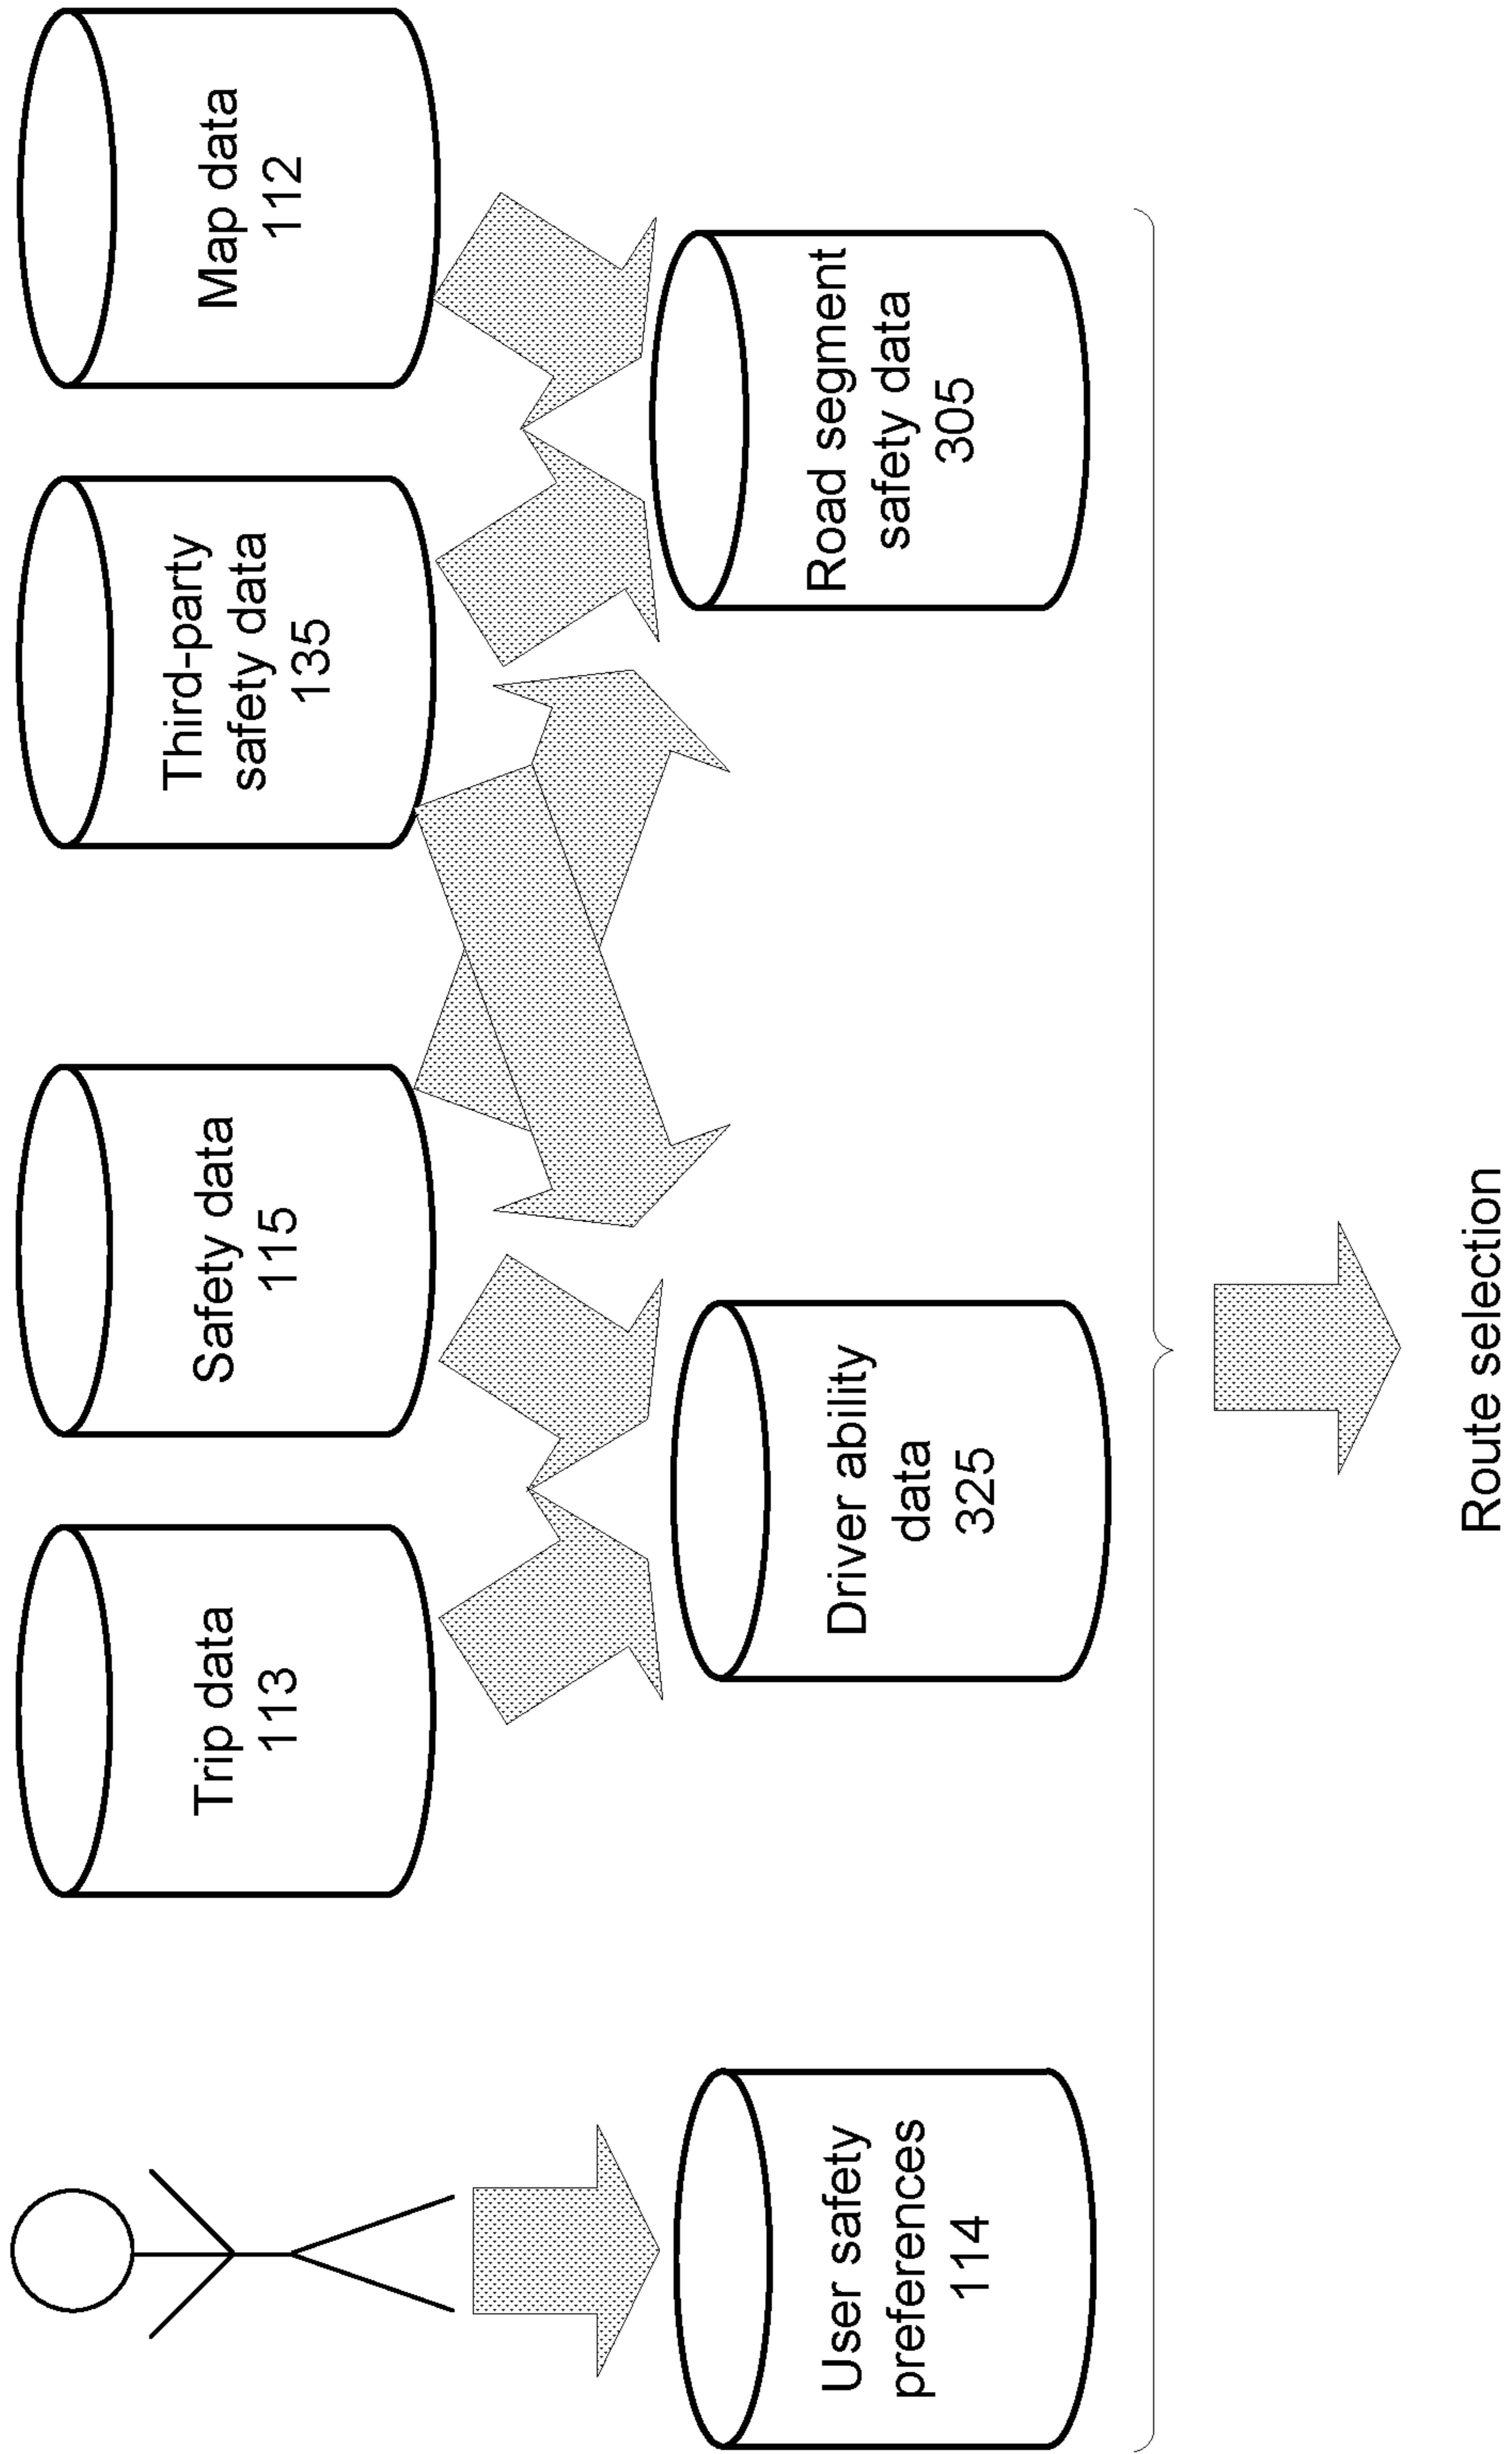 Trip data
113
Safety data
115
Third-party
safety data
135
Map data
112
User safety
preferences
114
Driver ability
data
325
Road segment
safety data
305
Route selection